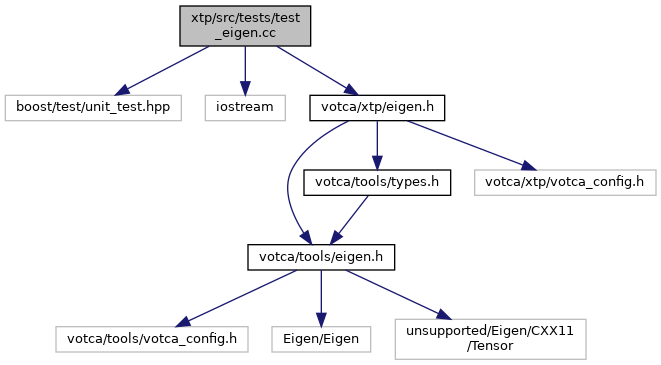 xtp/src/tests/test
_eigen.cc
boost/test/unit_test.hpp
iostream
votca/xtp/eigen.h
votca/tools/types.h
votca/xtp/votca_config.h
votca/tools/eigen.h
votca/tools/votca_config.h
Eigen/Eigen
unsupported/Eigen/CXX11
/Tensor